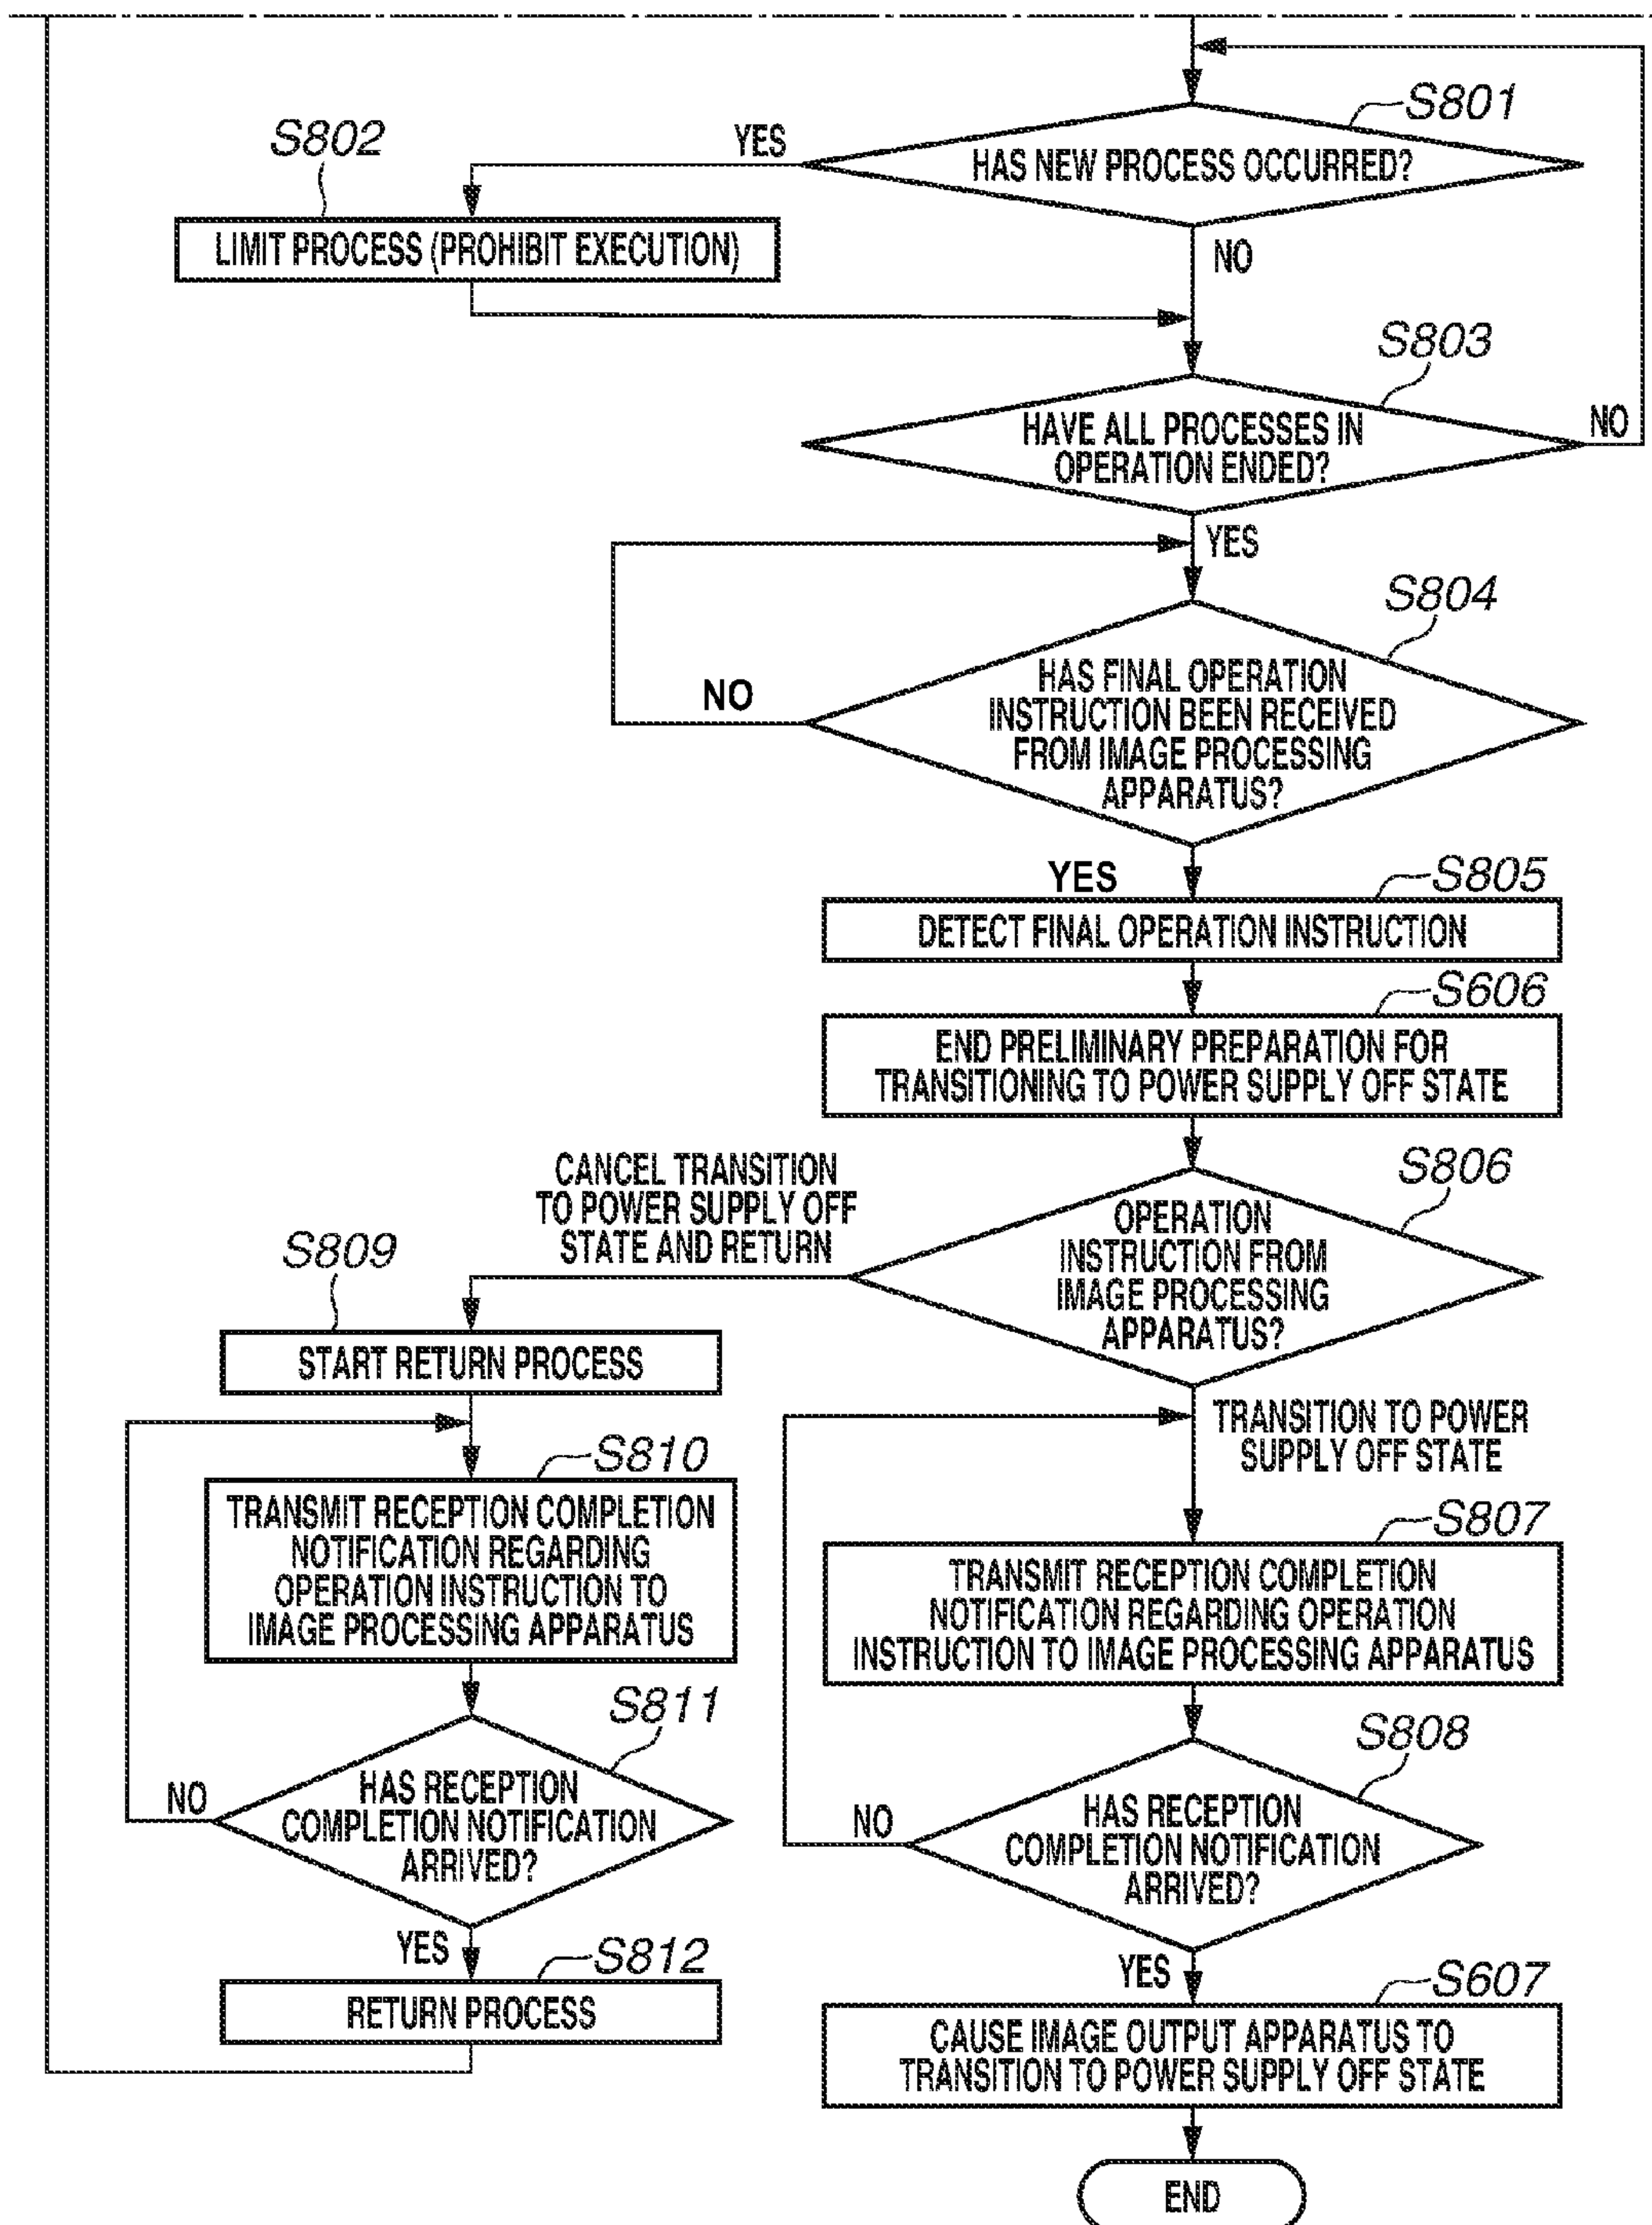 S801
YES
HAS NEW PROCESS OCCURRED?
S802
LIMIT PROCESS (PROHIBIT EXECUTION)
NO
S803
HAVE ALL PROCESSES IN
OPERATION ENDED?
NO
YES
S804
HAS FINAL OPERATION
INSTRUCTION BEEN RECEIVED
FROM IMAGE PROCESSING
APPARATUS?
NO
YES
S805
DETECT FINAL OPERATION INSTRUCTION
S606
END PRELIMINARY PREPARATION FOR
TRANSITIONING TO POWER SUPPLY OFF STATE
S806
OPERATION
INSTRUCTION FROM
IMAGE PROCESSING
APPARATUS?
CANCEL TRANSITION
TO POWER SUPPLY OFF
STATE AND RETURN
S809
START RETURN PROCESS
TRANSITION TO POWER
SUPPLY OFF STATE
S810
TRANSMIT RECEPTION COMPLETION
NOTIFICATION REGARDING
OPERATION INSTRUCTION TO
IMAGE PROCESSING APPARATUS
S807
TRANSMIT RECEPTION COMPLETION
NOTIFICATION REGARDING OPERATION
INSTRUCTION TO IMAGE PROCESSING APPARATUS
S811
HAS RECEPTION
COMPLETION NOTIFICATION
ARRIVED?
NO
S808
HAS RECEPTION
COMPLETION NOTIFICATION
ARRIVED?
NO
YES
S812
RETURN PROCESS
YES
S607
CAUSE IMAGE OUTPUT APPARATUS TO
TRANSITION TO POWER SUPPLY OFF STATE
END